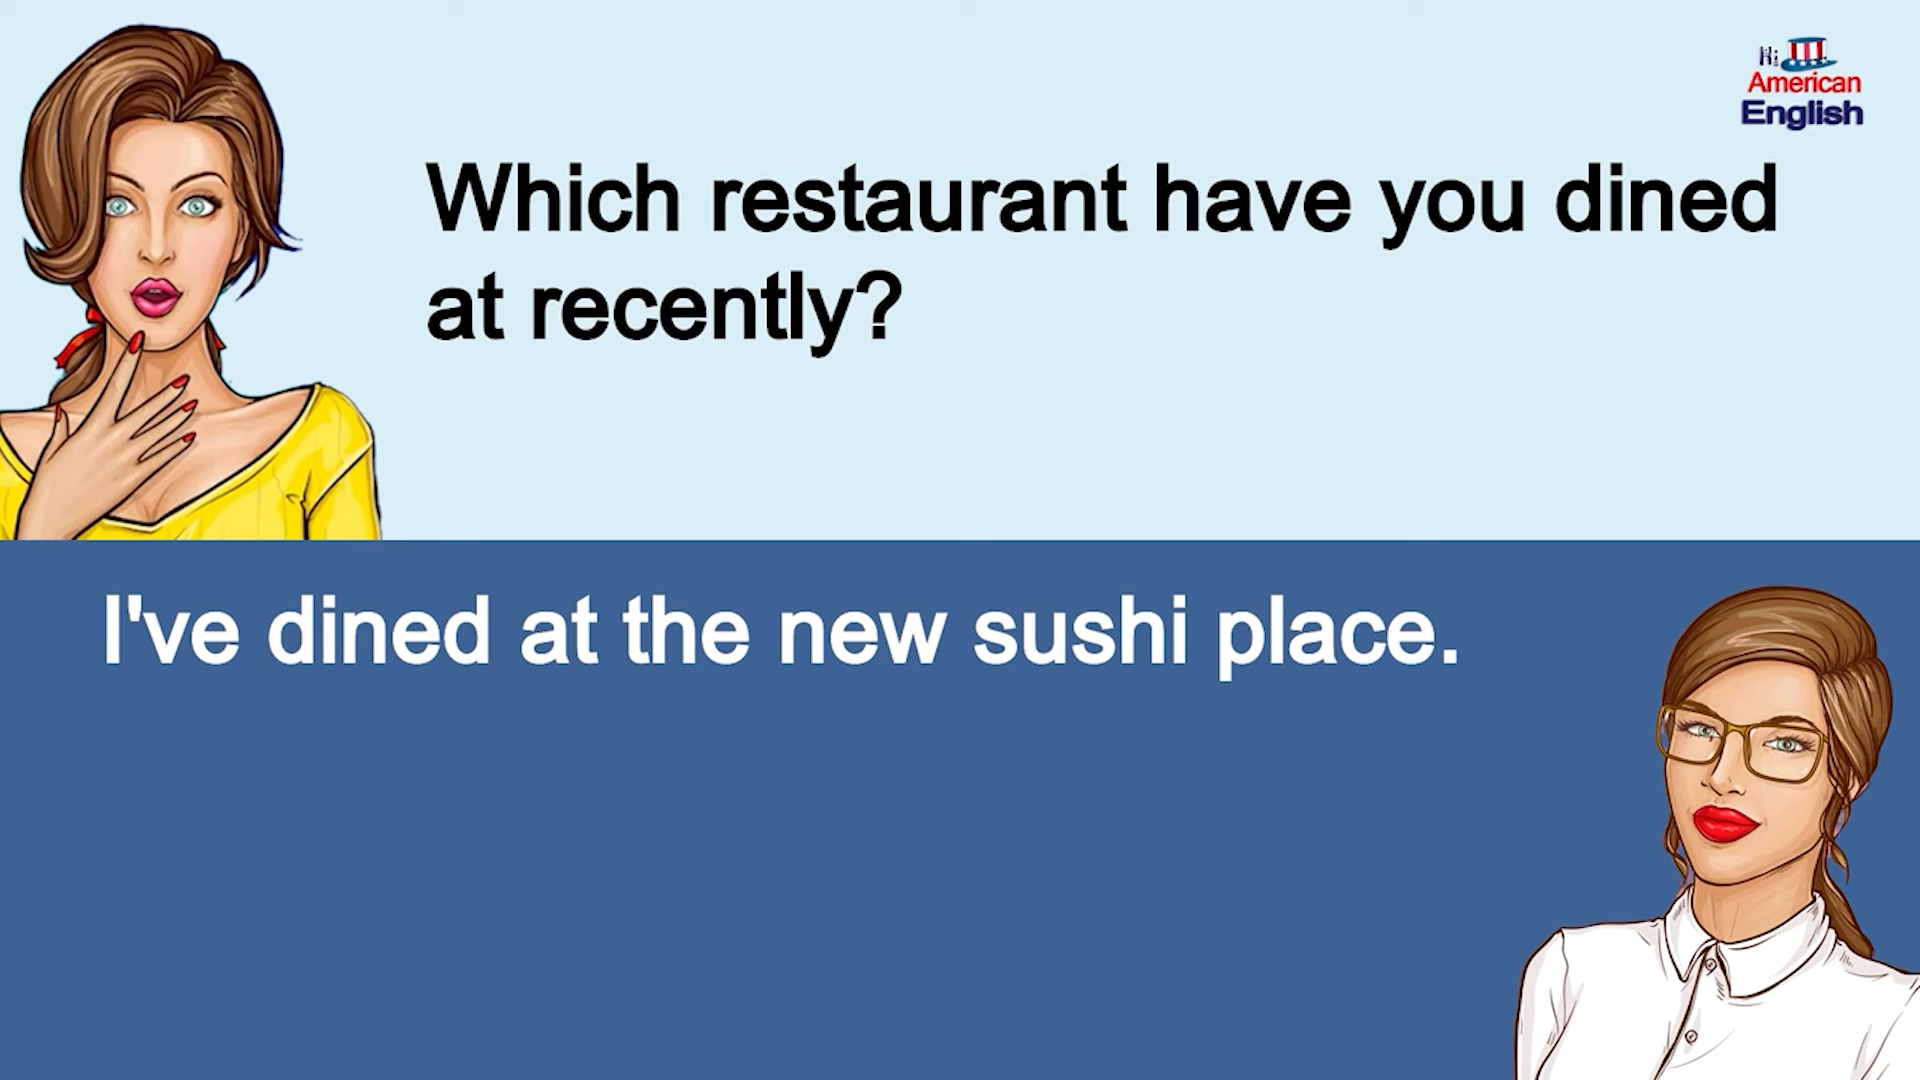 Hi
American
English
Which restaurant have you dined
at recently?
I've dined at the new sushi place.